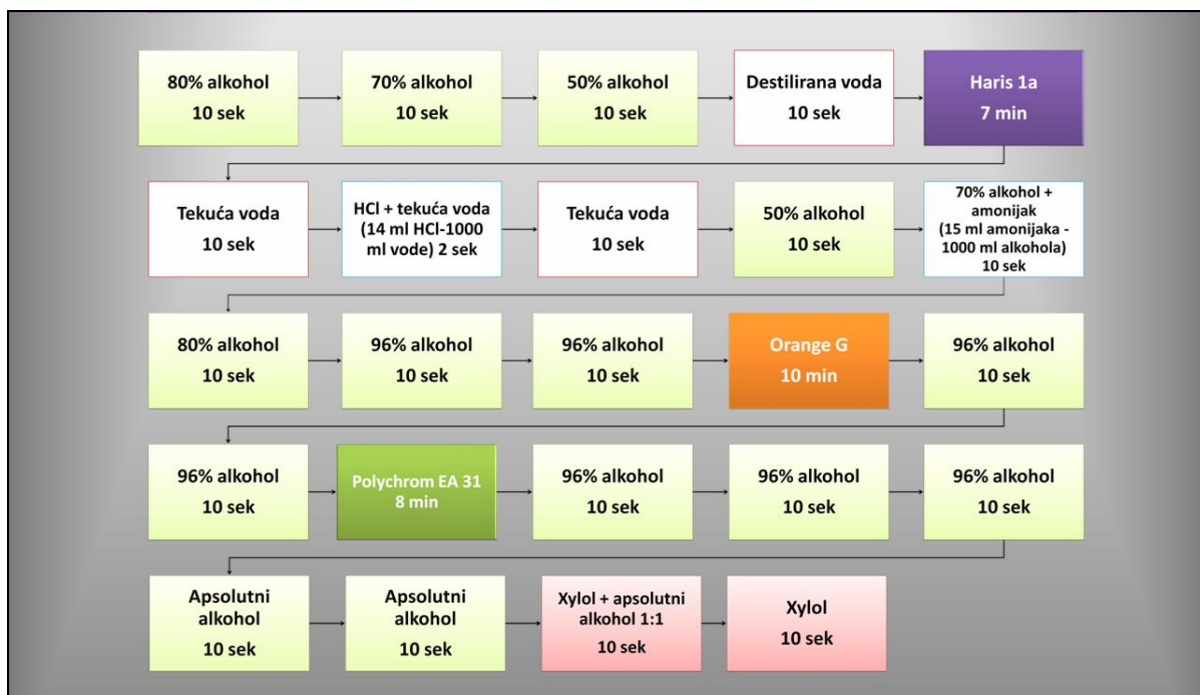 80% alkohol
10 sek
70% alkohol
10 sek
50% alkohol
10 sek
Destilirana voda
10 sek
Haris 1a
7 min
Tekuća voda
10 sek
HCl + tekuća voda
(14 ml HCl-1000
ml vode) 2 sek
Tekuća voda
10 sek
50% alkohol
10 sek
70% alkohol +
amonijak
(15 ml amonijaka -
1000 ml alkohola)
10 sek
80% alkohol
10 sek
96% alkohol
10 sek
96% alkohol
10 sek
Orange G
10 min
96% alkohol
10 sek
96% alkohol
10 sek
Polychrom EA 31
8 min
96% alkohol
10 sek
96% alkohol
10 sek
96% alkohol
10 sek
Apsolutni
alkohol
10 sek
Apsolutni
alkohol
10 sek
Xylol + apsolutni
alkohol 1:1
10 sek
Xylol
10 sek